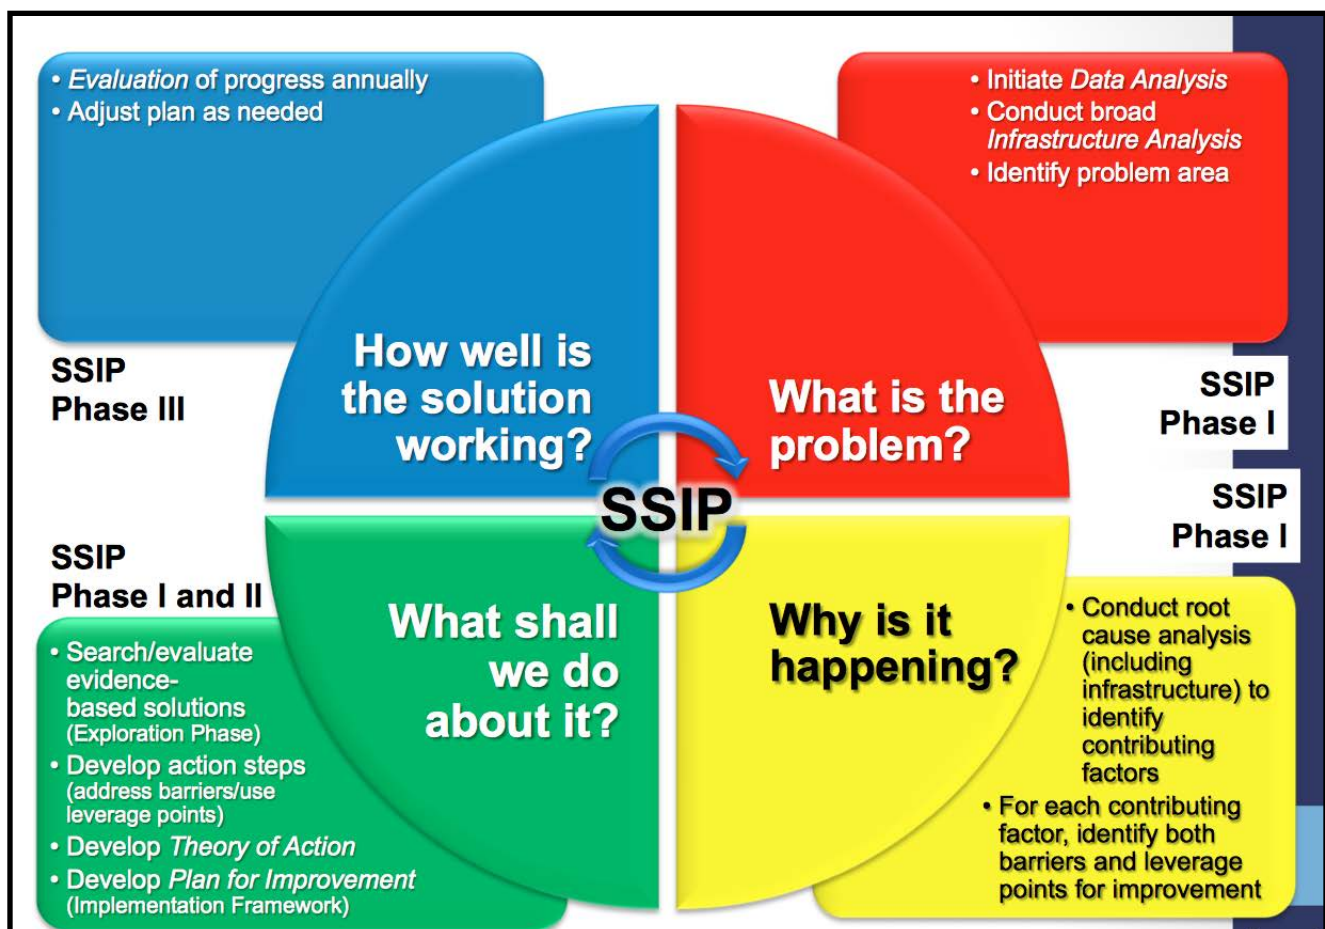 • Evaluation of progress annually
• Adjust plan as needed
How well is
the solution
working?
SSIP
Phase III
• Initiate Data Analysis
• Conduct broad
Infrastructure Analysis
• Identify problem area
What is the
problem?
SSIP
Phase I
SSIP
SSIP
Phase I
Why is it
happening?
• Conduct root
cause analysis
(including
infrastructure) to
identify
contributing
factors
• For each contributing
factor, identify both
barriers and leverage
points for improvement
SSIP
Phase I and II
What shall
we do
about it?
• Search/evaluate
evidence-
based solutions
(Exploration Phase)
• Develop action steps
(address barriers/use
leverage points)
• Develop Theory of Action
• Develop Plan for Improvement
(Implementation Framework)